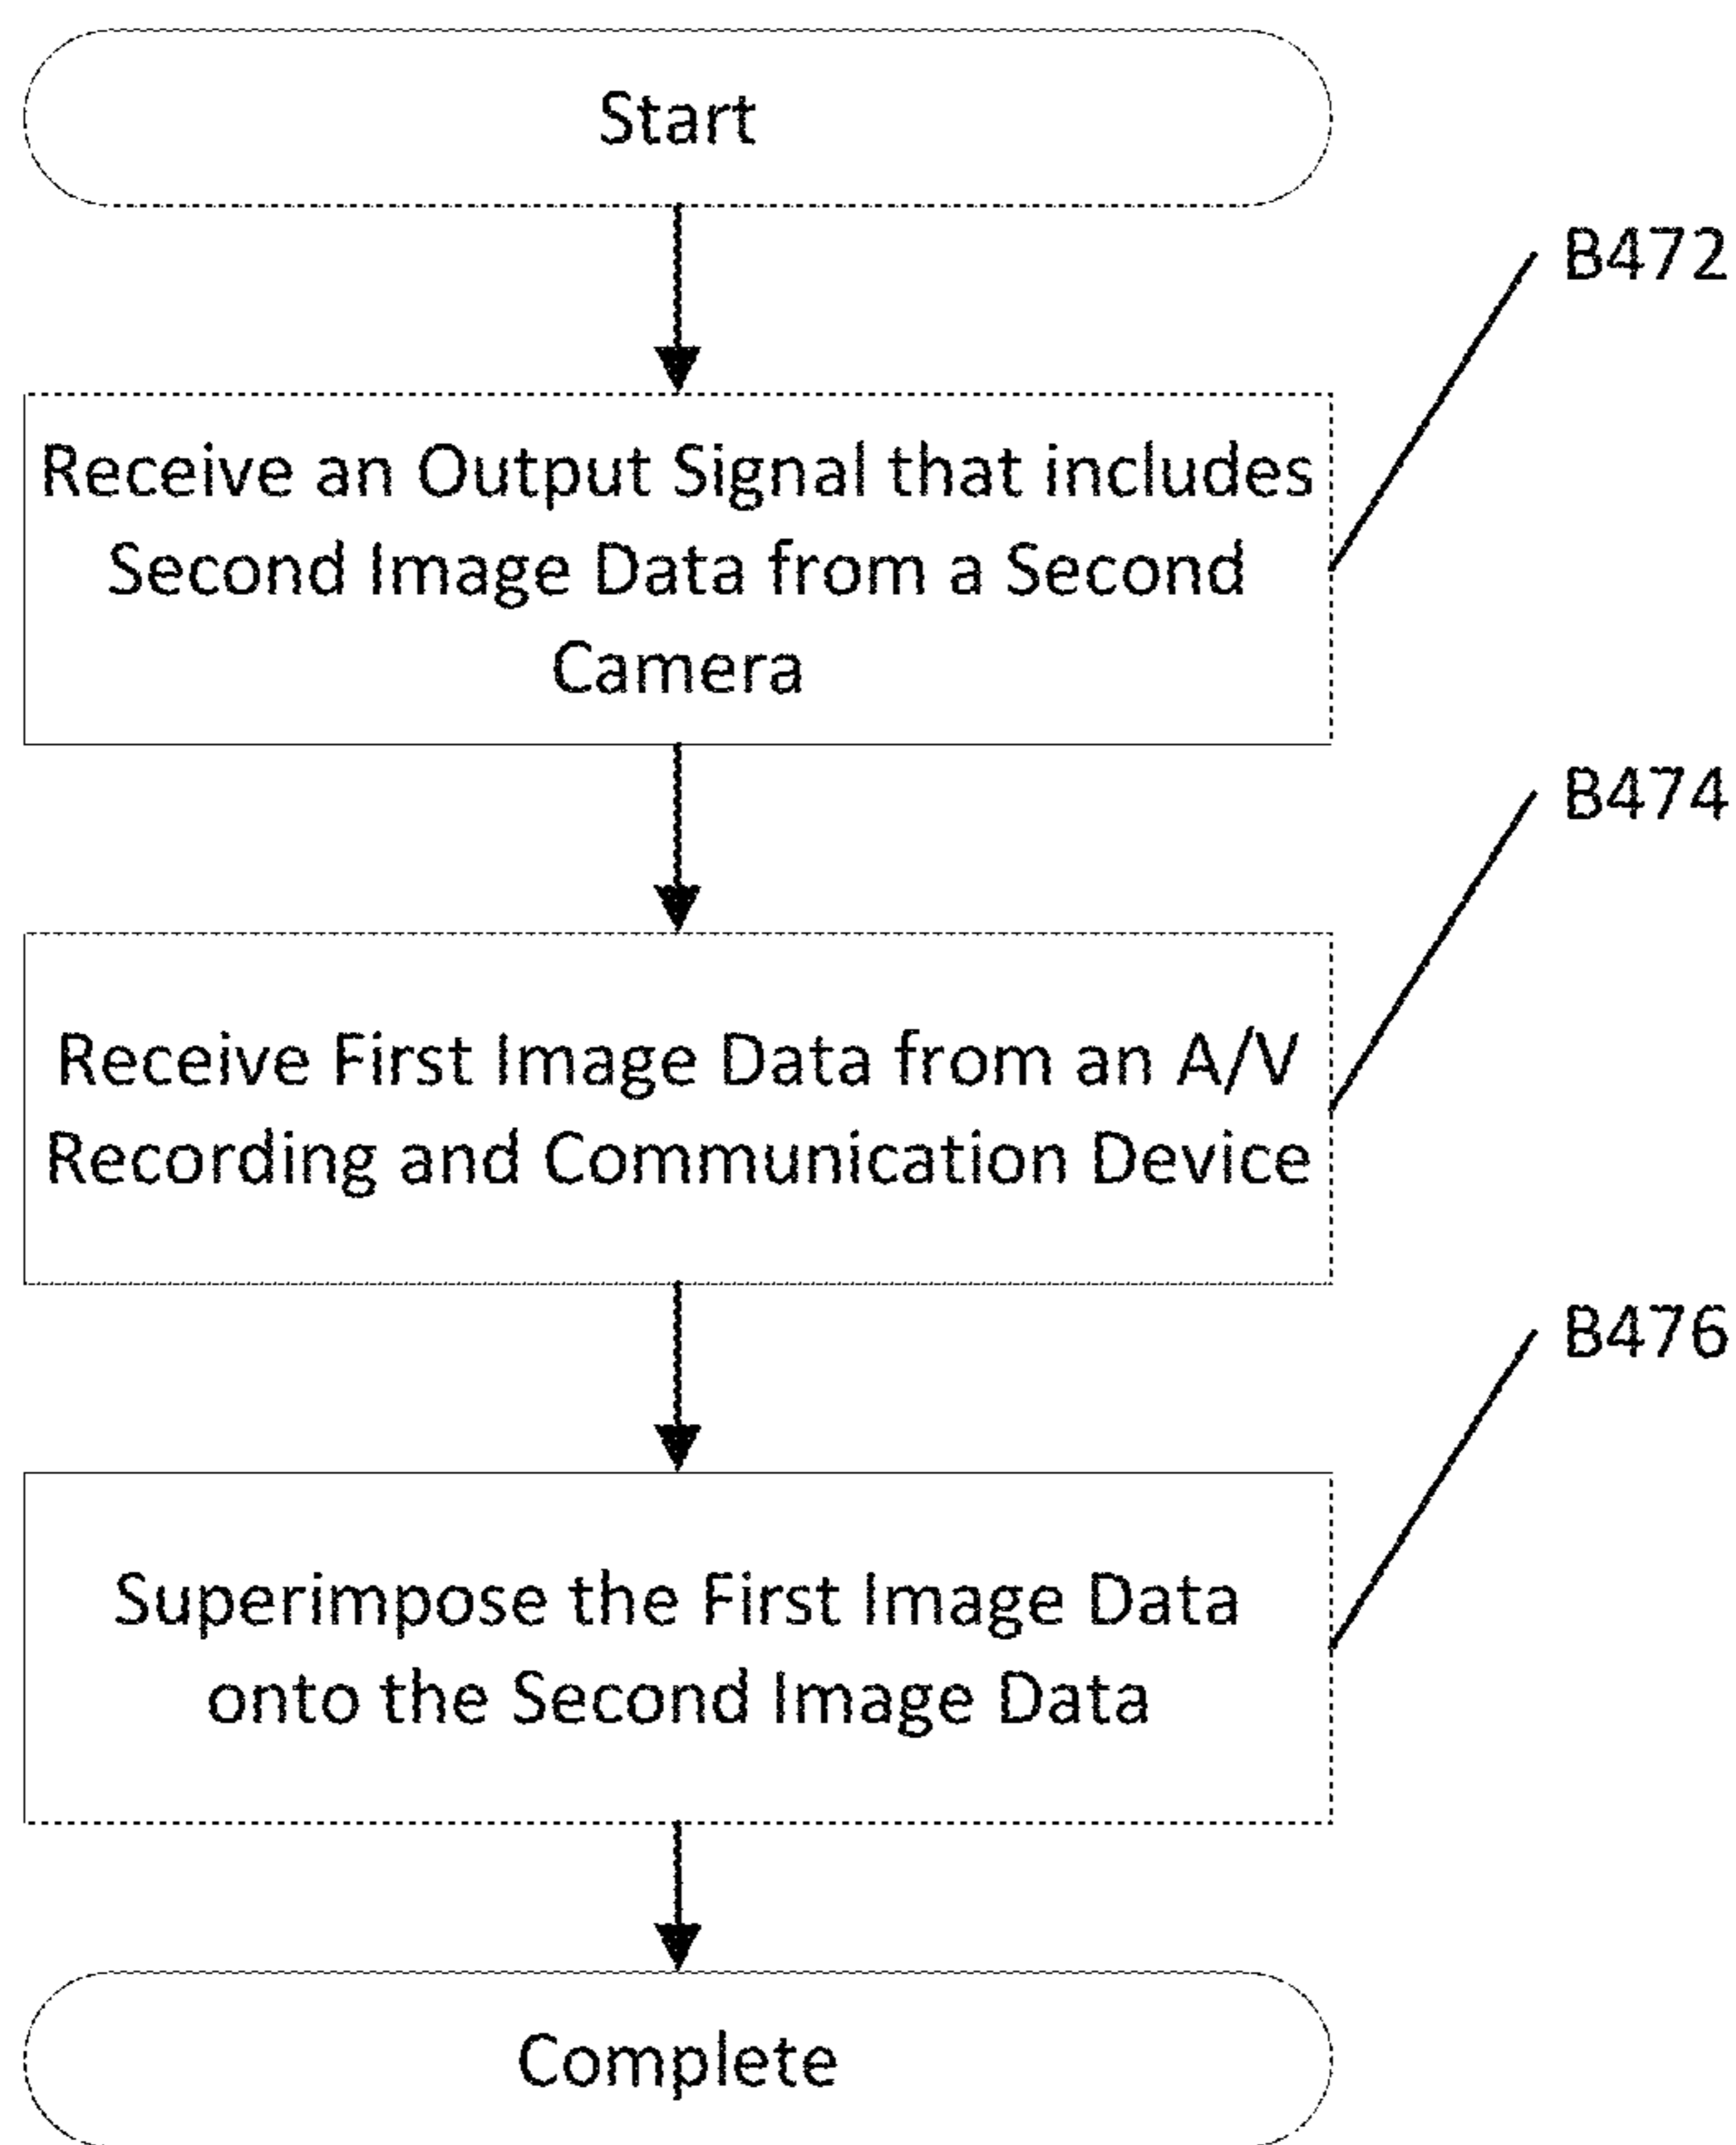 Start
B472
Receive an Output Signal that includes
Second Image Data from a Second
Camera
B474
Receive First Image Data from an A/V
Recording and Communication Device
B476
Superimpose the First Image Data
onto the Second Image Data
Complete